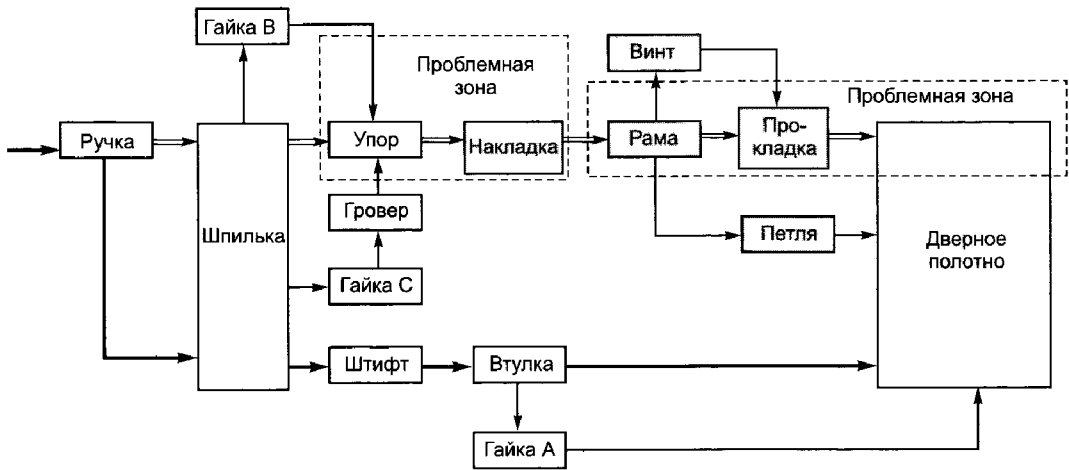 Гайка В
Винт
Проблемная
зона
Проблемная зона
Ручка
Упор
Накладка
Рама
Про-
кладка
Гровер
Шпилька
Петля
Дверное
полотно
Гайка С
Штифт
Втулка
Гайка А